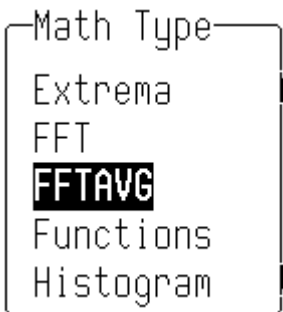 Math Type
Extrema
FFT
FFTAVG
Functions
Histogram